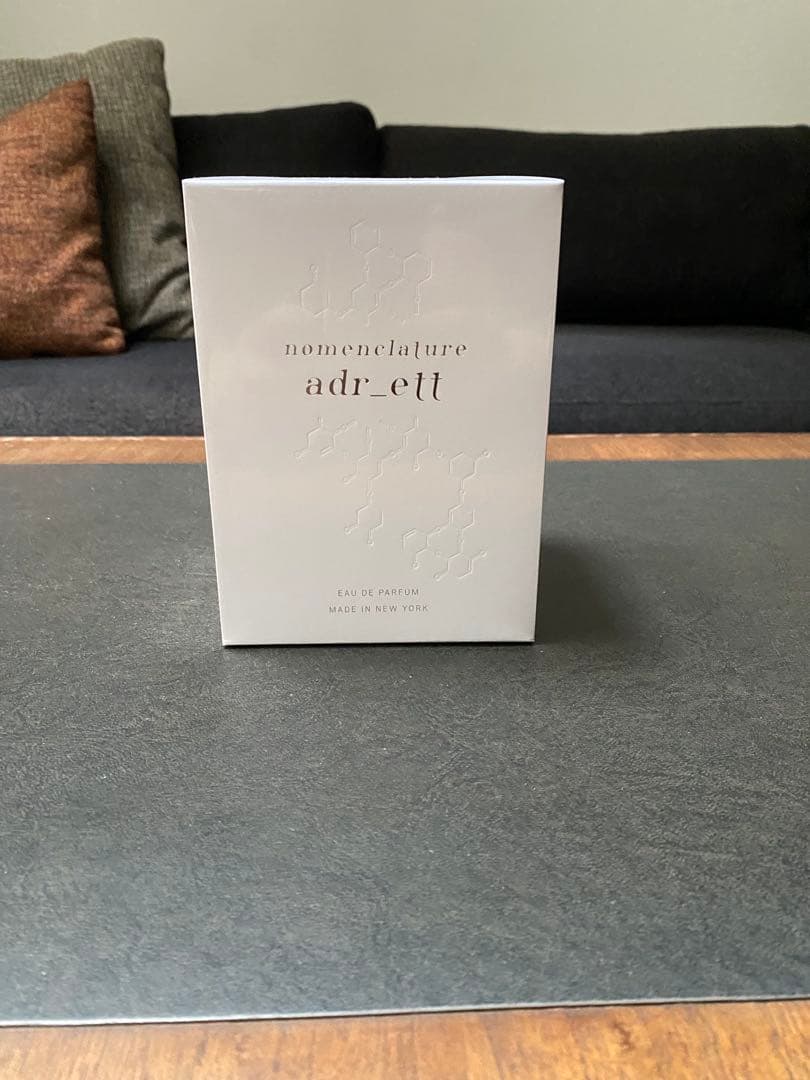 nomenclature
adr_ett
EAU DE PARFUM
MADE IN NEW YORK